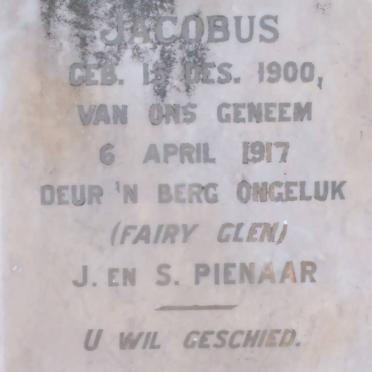 JACOBUS
GEB. 15 DES. 1900,
VAN ONS GENEEM
6 APRIL 1917
DEUR 'N BERG ONGELUK
(FAIRY GLEN)
J. EN S. PIENAAR
U WIL GESCHIED.